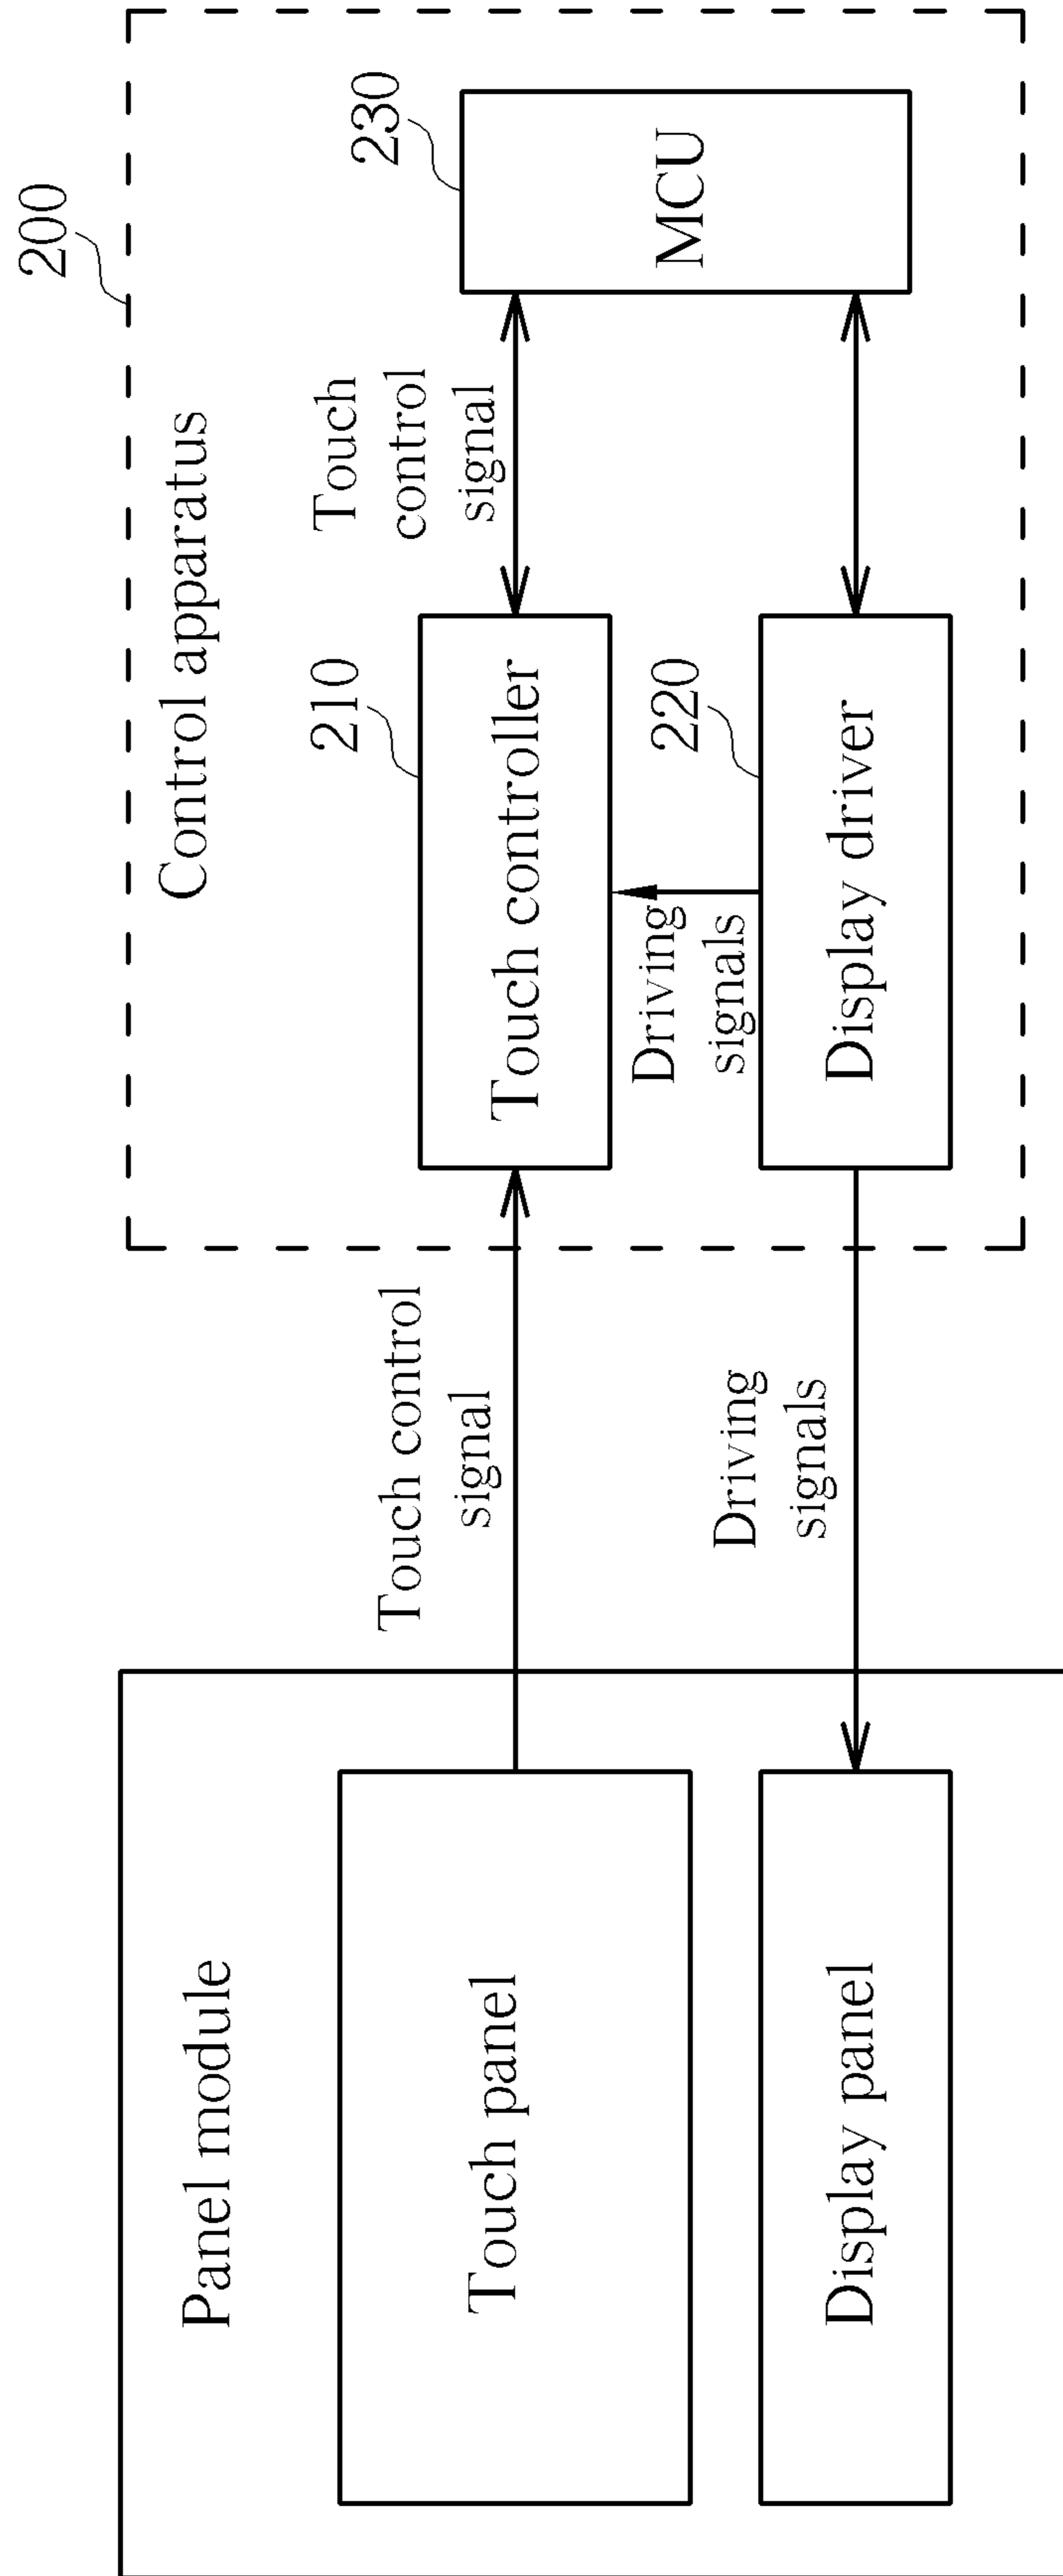 Panel module
Touch panel
Display panel
Touch control
signal
Driving
signals
200
Control apparatus
210
Touch controller
Driving
signals
220
Display driver
Touch
control
signal
230
MCU